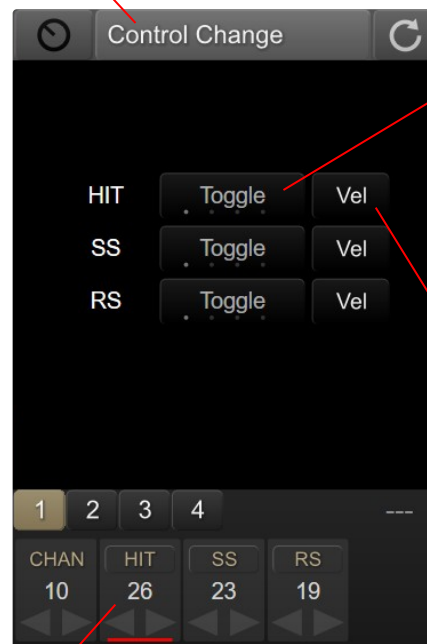 Control Change
HIT Toggle Vel
SS Toggle Vel
RS Toggle Vel
1 2 3 4 ---
CHAN HIT SS RS
10 26 23 19